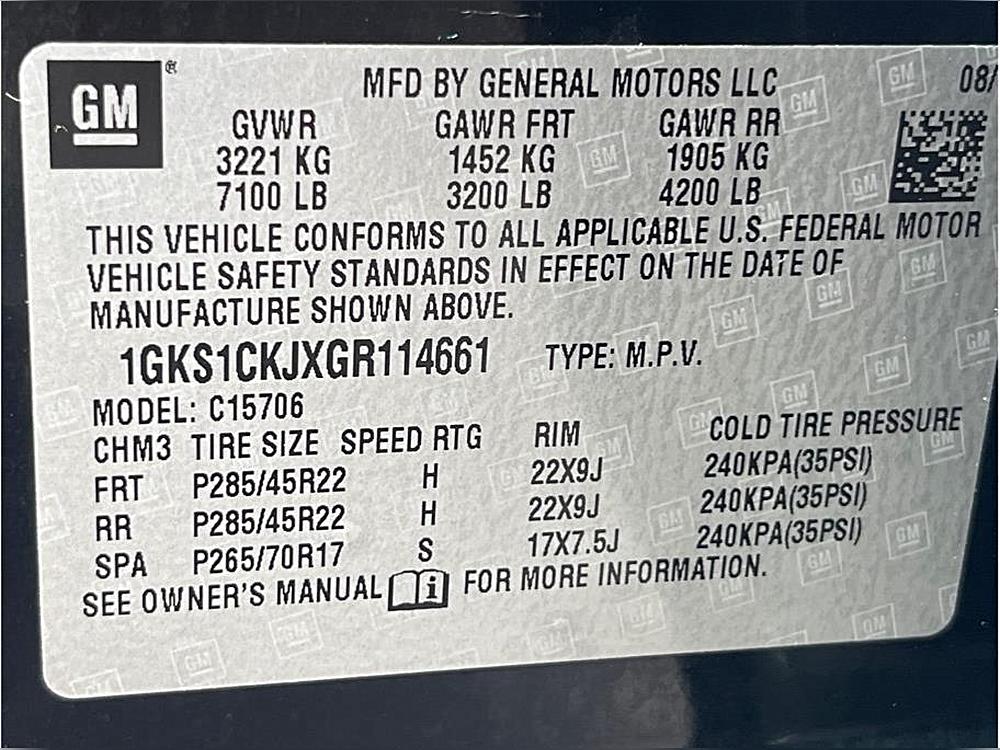 GM ®
MFD BY GENERAL MOTORS LLC 08/
GVWR GAWR FRT GAWR RR
3221 KG 1452 KG 1905 KG
7100 LB 3200 LB 4200 LB
THIS VEHICLE CONFORMS TO ALL APPLICABLE U.S. FEDERAL MOTOR
VEHICLE SAFETY STANDARDS IN EFFECT ON THE DATE OF
MANUFACTURE SHOWN ABOVE.
1GKS1CKJXGR114661 TYPE: M.P.V.
MODEL: C15706
CHM3 TIRE SIZE SPEED RTG RIM COLD TIRE PRESSURE
FRT P285/45R22 H 22X9J 240KPA(35PSI)
RR P285/45R22 H 22X9J 240KPA(35PSI)
SPA P265/70R17 S 17X7.5J 240KPA(35PSI)
SEE OWNER'S MANUAL i FOR MORE INFORMATION.